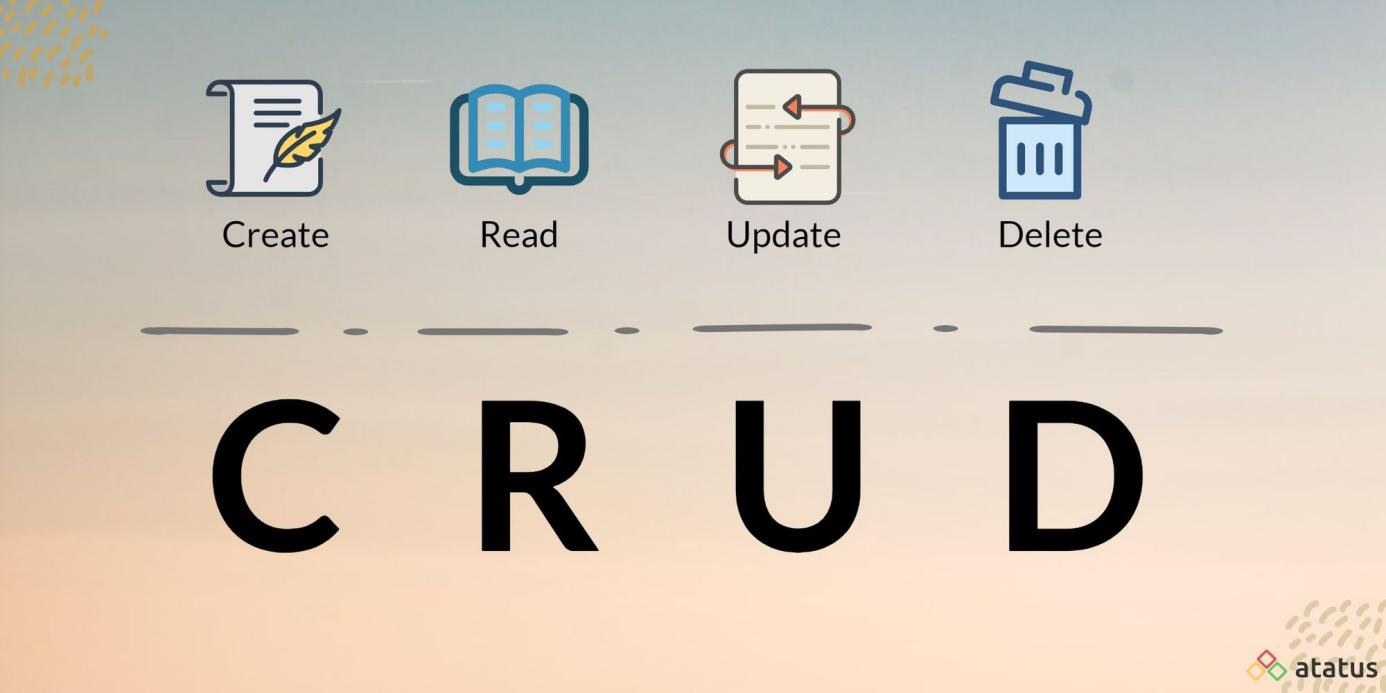 Create Read Update Delete
C R U D
atatus